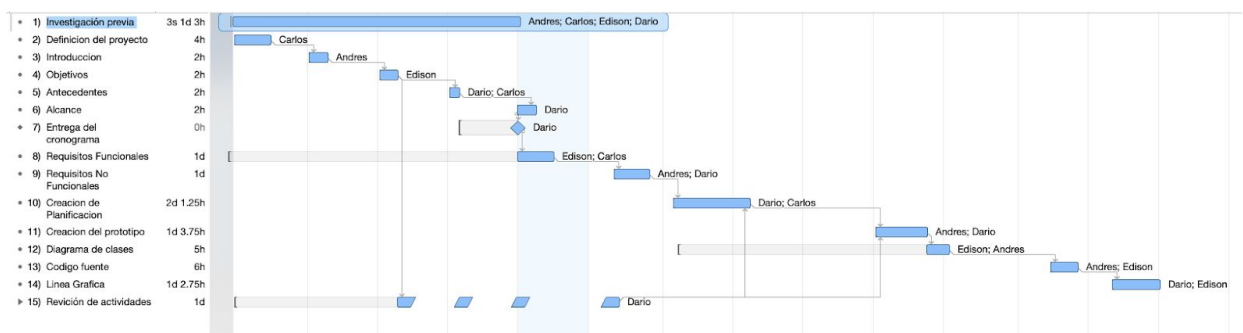 1) Investigación previa 3s 1d 3h Andres; Carlos; Edison; Dario
2) Definicion del proyecto 4h Carlos
3) Introduccion 2h Andres
4) Objetivos 2h Edison
5) Antecedentes 2h Dario; Carlos
6) Alcance 2h Dario
7) Entrega del 0h Dario
cronograma
8) Requisitos Funcionales 1d Edison; Carlos
9) Requisitos No 1d Andres; Dario
Funcionales
10) Creacion de 2d 1.25h Dario; Carlos
Planificacion
11) Creacion del prototipo 1d 3.75h Andres; Dario
12) Diagrama de clases 5h Edison; Andres
13) Codigo fuente 6h Andres; Edison
14) Linea Grafica 1d 2.75h Dario; Edison
15) Revición de actividades 1d Dario